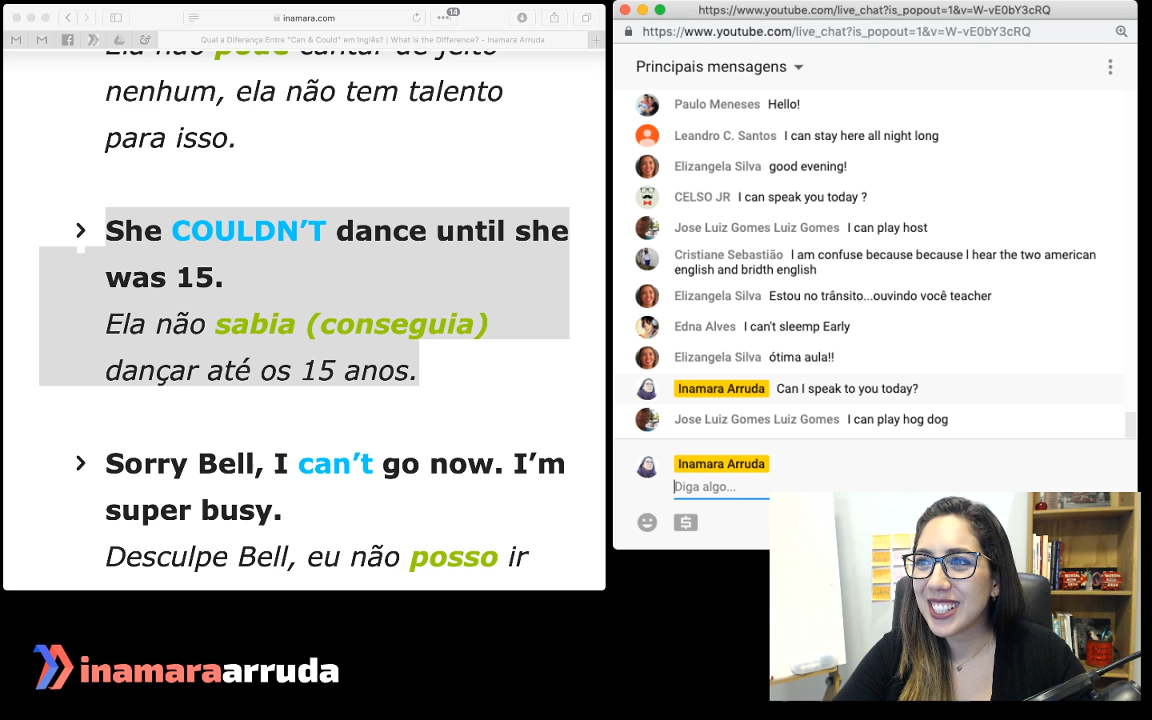 inamara.com
14
Qual a Diferença Entre "Can & Could" em Inglês? | What Is the Difference? – Inamara Arruda
Ela não pode cantar de jeito
nenhum, ela não tem talento
para isso.
She COULDN'T dance until she
was 15.
Ela não sabia (conseguia)
dançar até os 15 anos.
Sorry Bell, I can't go now. I'm
super busy.
Desculpe Bell, eu não posso ir
inamaraarruda
https://www.youtube.com/live_chat?is_popout=1&v=W-vE0bY3cRQ
https://www.youtube.com/live_chat?is_popout=1&v=W-vE0bY3cRQ
Principais mensagens
Paulo Meneses Hello!
Leandro C. Santos I can stay here all night long
Elizangela Silva good evening!
CELSO JR I can speak you today ?
Jose Luiz Gomes Luiz Gomes I can play host
Cristiane Sebastião I am confuse because because I hear the two american
english and bridth english
Elizangela Silva Estou no trânsito...ouvindo você teacher
Edna Alves I can't sleemp Early
Elizangela Silva ótima aula!!
Inamara Arruda Can I speak to you today?
Jose Luiz Gomes Luiz Gomes I can play hog dog
Inamara Arruda
Diga algo...